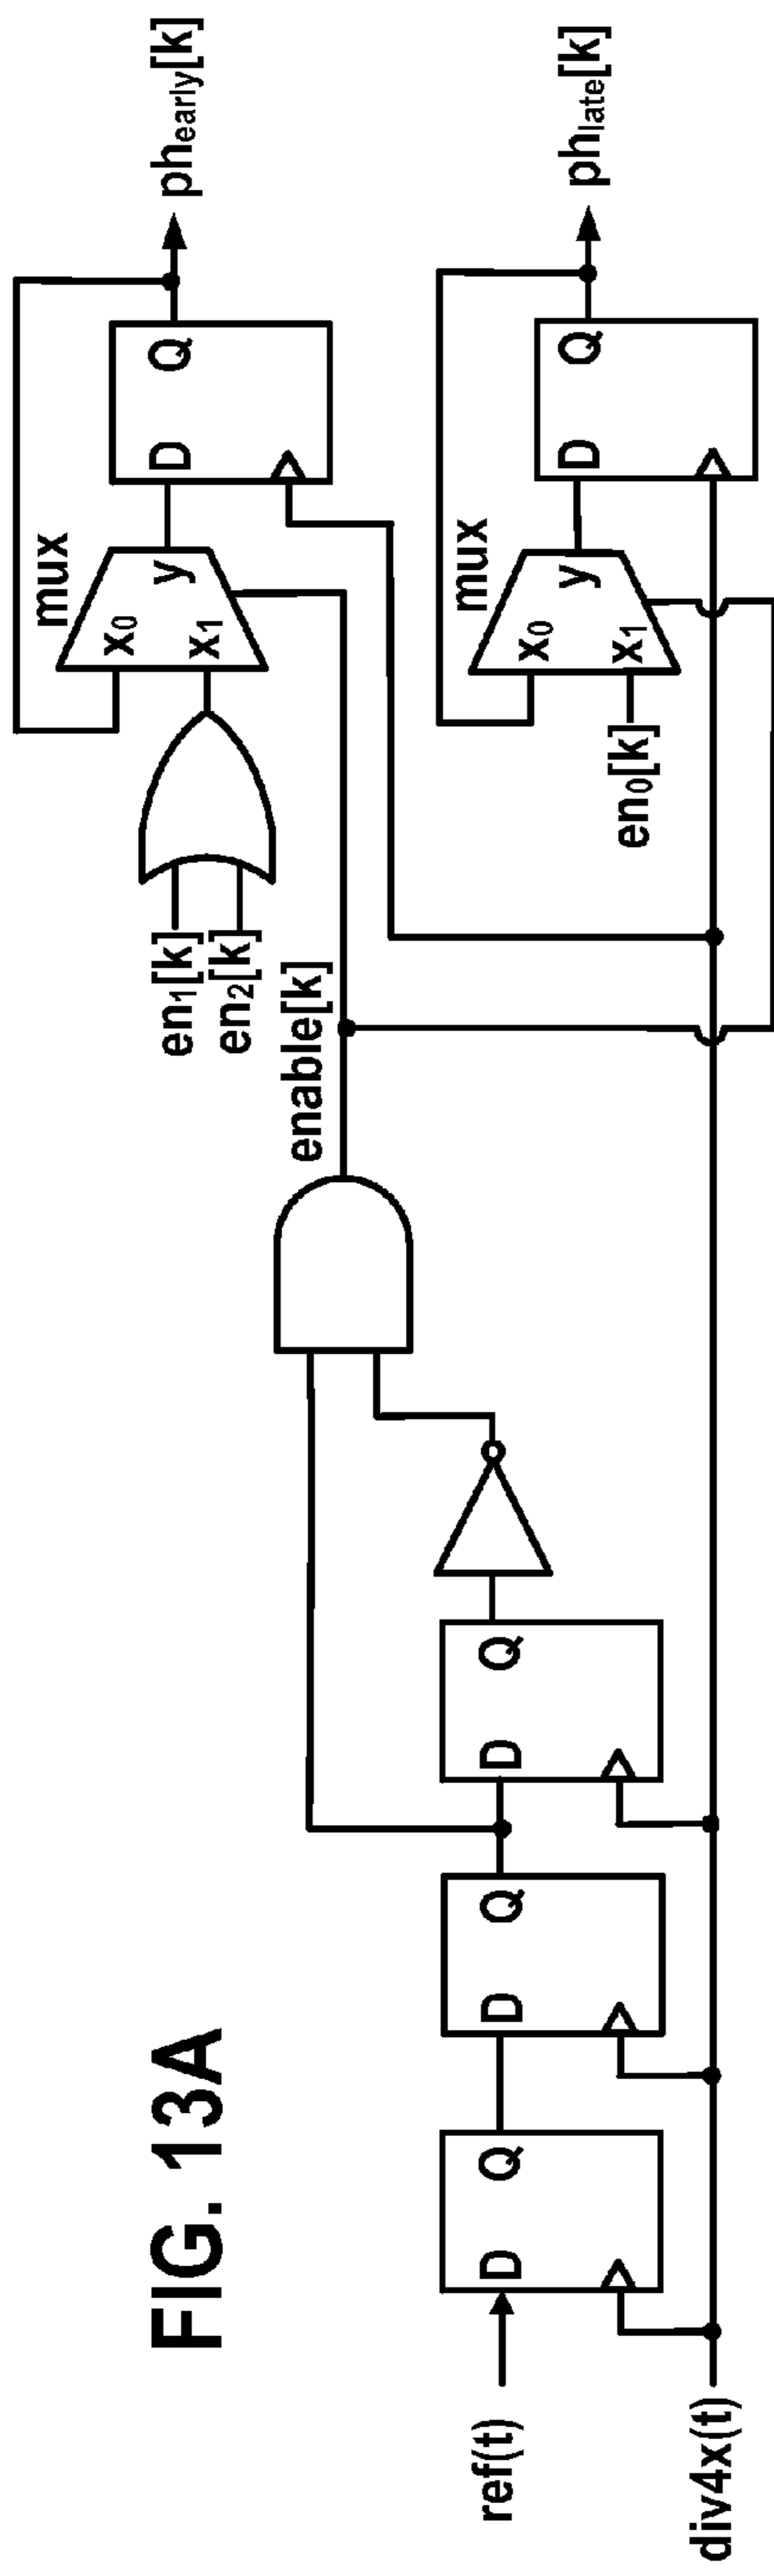 FIG. 13A
ref(t)
div4x(t)
D Q
D Q
D Q
enable[k]
en₁[k]
en₂[k]
mux
x₀
x₁
y
D Q
ph_early[k]
en₀[k]
mux
x₀
x₁
y
D Q
ph_late[k]